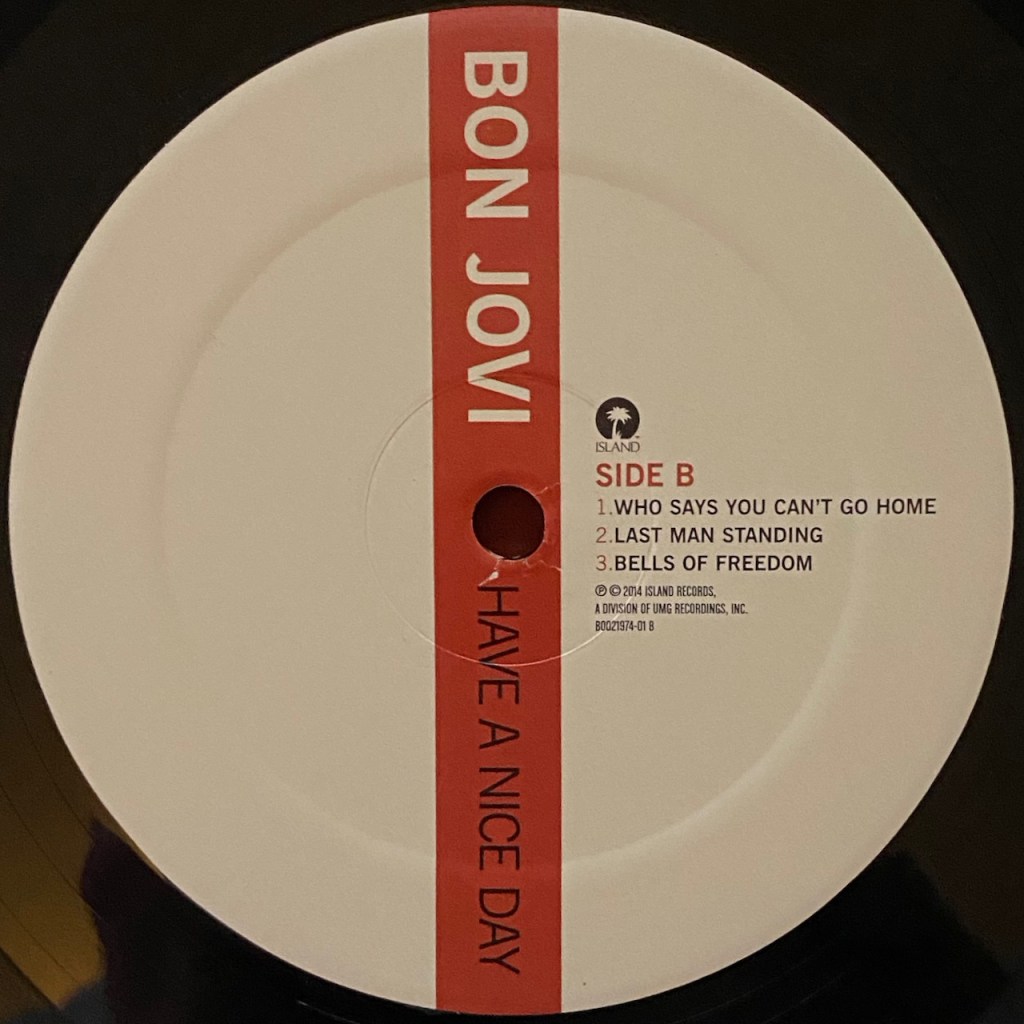 BON JOVI
HAVE A NICE DAY
ISLAND
SIDE B
1.WHO SAYS YOU CAN'T GO HOME
2.LAST MAN STANDING
3.BELLS OF FREEDOM
℗ © 2014 ISLAND RECORDS,
A DIVISION OF UMG RECORDINGS, INC.
B0021974-01 B